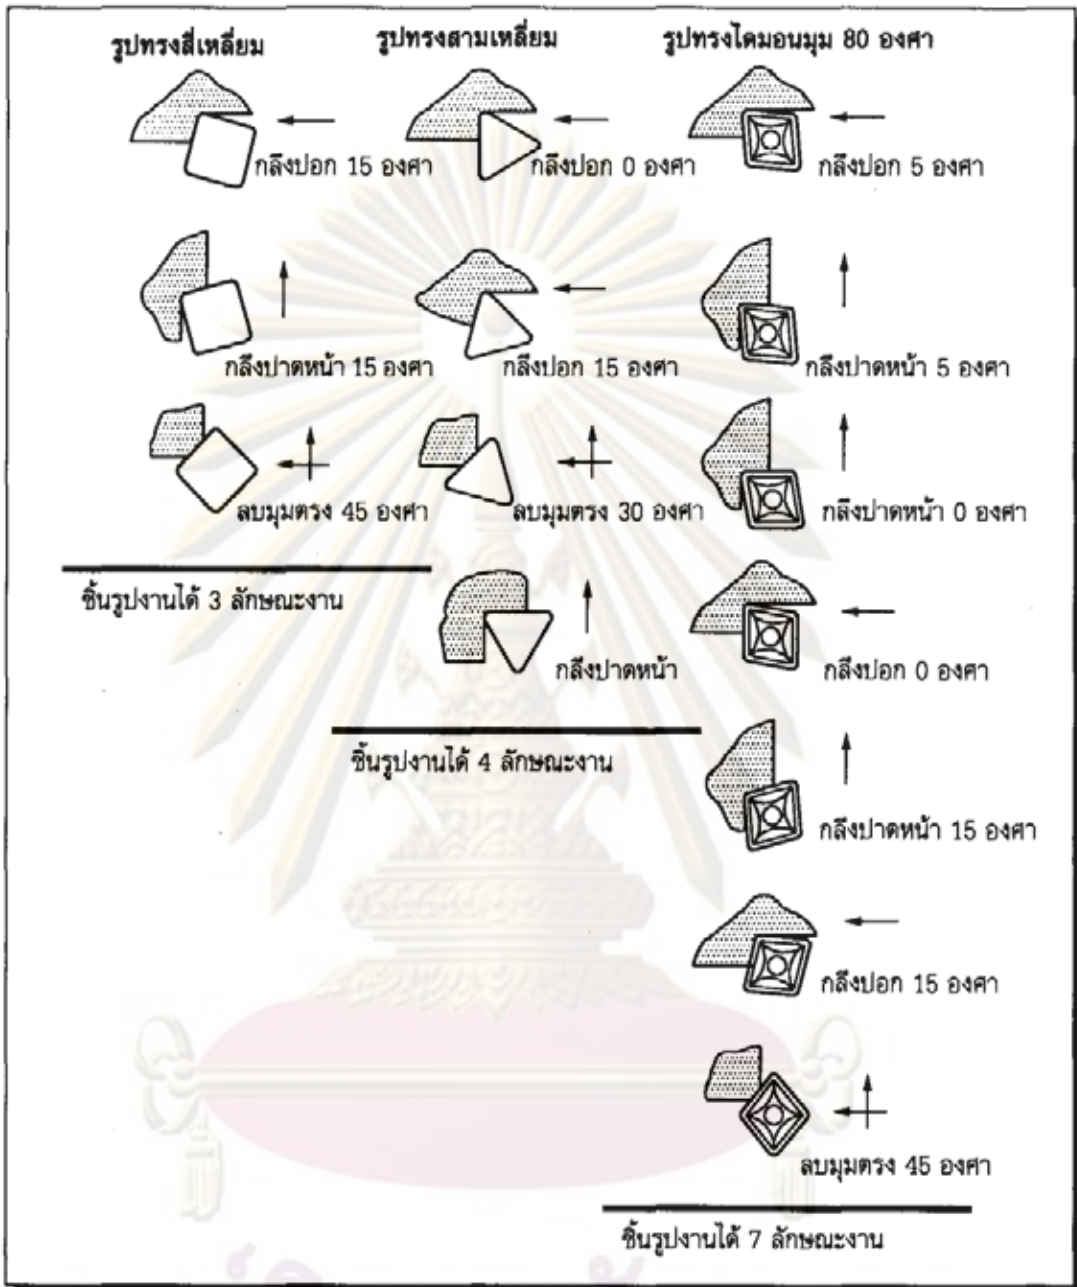 รูปทรงสี่เหลี่ยม
กลึงปอก 15 องศา
กลึงปาดหน้า 15 องศา
ลบมุมตรง 45 องศา
ขึ้นรูปงานได้ 3 ลักษณะงาน
รูปทรงสามเหลี่ยม
กลึงปอก 0 องศา
กลึงปอก 15 องศา
ลบมุมตรง 30 องศา
กลึงปาดหน้า
ขึ้นรูปงานได้ 4 ลักษณะงาน
รูปทรงไดมอนมุม 80 องศา
กลึงปอก 5 องศา
กลึงปาดหน้า 5 องศา
กลึงปาดหน้า 0 องศา
กลึงปอก 0 องศา
กลึงปาดหน้า 15 องศา
กลึงปอก 15 องศา
ลบมุมตรง 45 องศา
ขึ้นรูปงานได้ 7 ลักษณะงาน